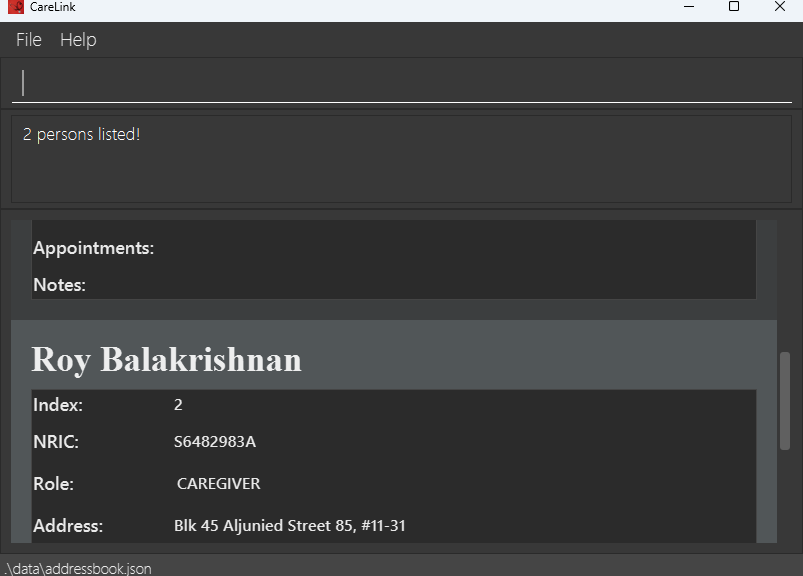 CareLink
File Help
2 persons listed!
Appointments:
Notes:
Roy Balakrishnan
Index: 2
NRIC: S6482983A
Role: CAREGIVER
Address: Blk 45 Aljunied Street 85, #11-31
.\data\addressbook.json